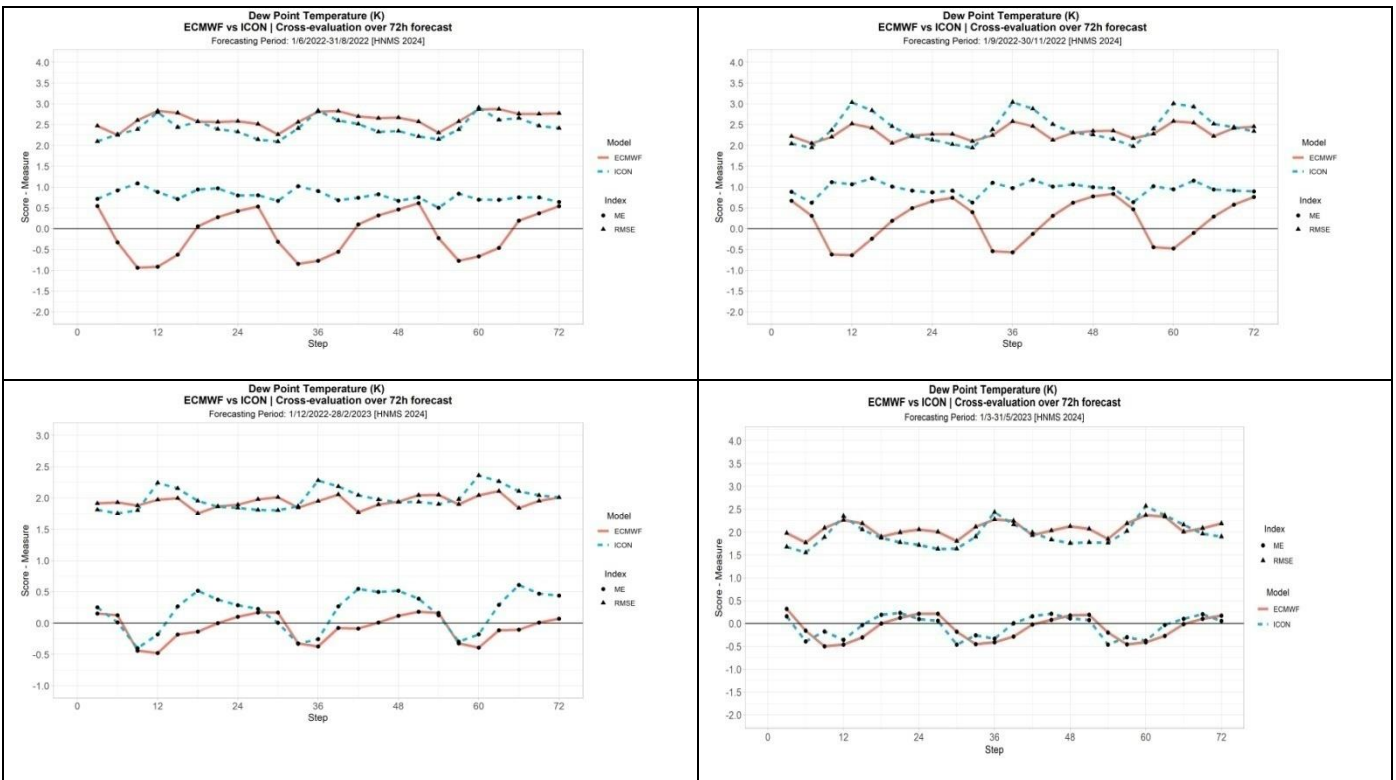 Dew Point Temperature (K)
ECMWF vs ICON | Cross-evaluation over 72h forecast
Forecasting Period: 1/6/2022-31/8/2022 [HNMS 2024]
4.0
3.5
3.0
2.5
2.0
1.5
1.0
0.5
0.0
-0.5
-1.0
-1.5
-2.0
Score - Measure
0 12 24 36 48 60 72
Step
Model
ECMWF
ICON
Index
ME
RMSE
Dew Point Temperature (K)
ECMWF vs ICON | Cross-evaluation over 72h forecast
Forecasting Period: 1/9/2022-30/11/2022 [HNMS 2024]
4.0
3.5
3.0
2.5
2.0
1.5
1.0
0.5
0.0
-0.5
-1.0
-1.5
-2.0
Score - Measure
0 12 24 36 48 60 72
Step
Model
ECMWF
ICON
Index
ME
RMSE
Dew Point Temperature (K)
ECMWF vs ICON | Cross-evaluation over 72h forecast
Forecasting Period: 1/12/2022-28/2/2023 [HNMS 2024]
3.0
2.5
2.0
1.5
1.0
0.5
0.0
-0.5
-1.0
Score - Measure
0 12 24 36 48 60 72
Step
Model
ECMWF
ICON
Index
ME
RMSE
Dew Point Temperature (K)
ECMWF vs ICON | Cross-evaluation over 72h forecast
Forecasting Period: 1/3-31/5/2023 [HNMS 2024]
4.0
3.5
3.0
2.5
2.0
1.5
1.0
0.5
0.0
-0.5
-1.0
-1.5
-2.0
Score - Measure
0 12 24 36 48 60 72
Step
Index
ME
RMSE
Model
ECMWF
ICON